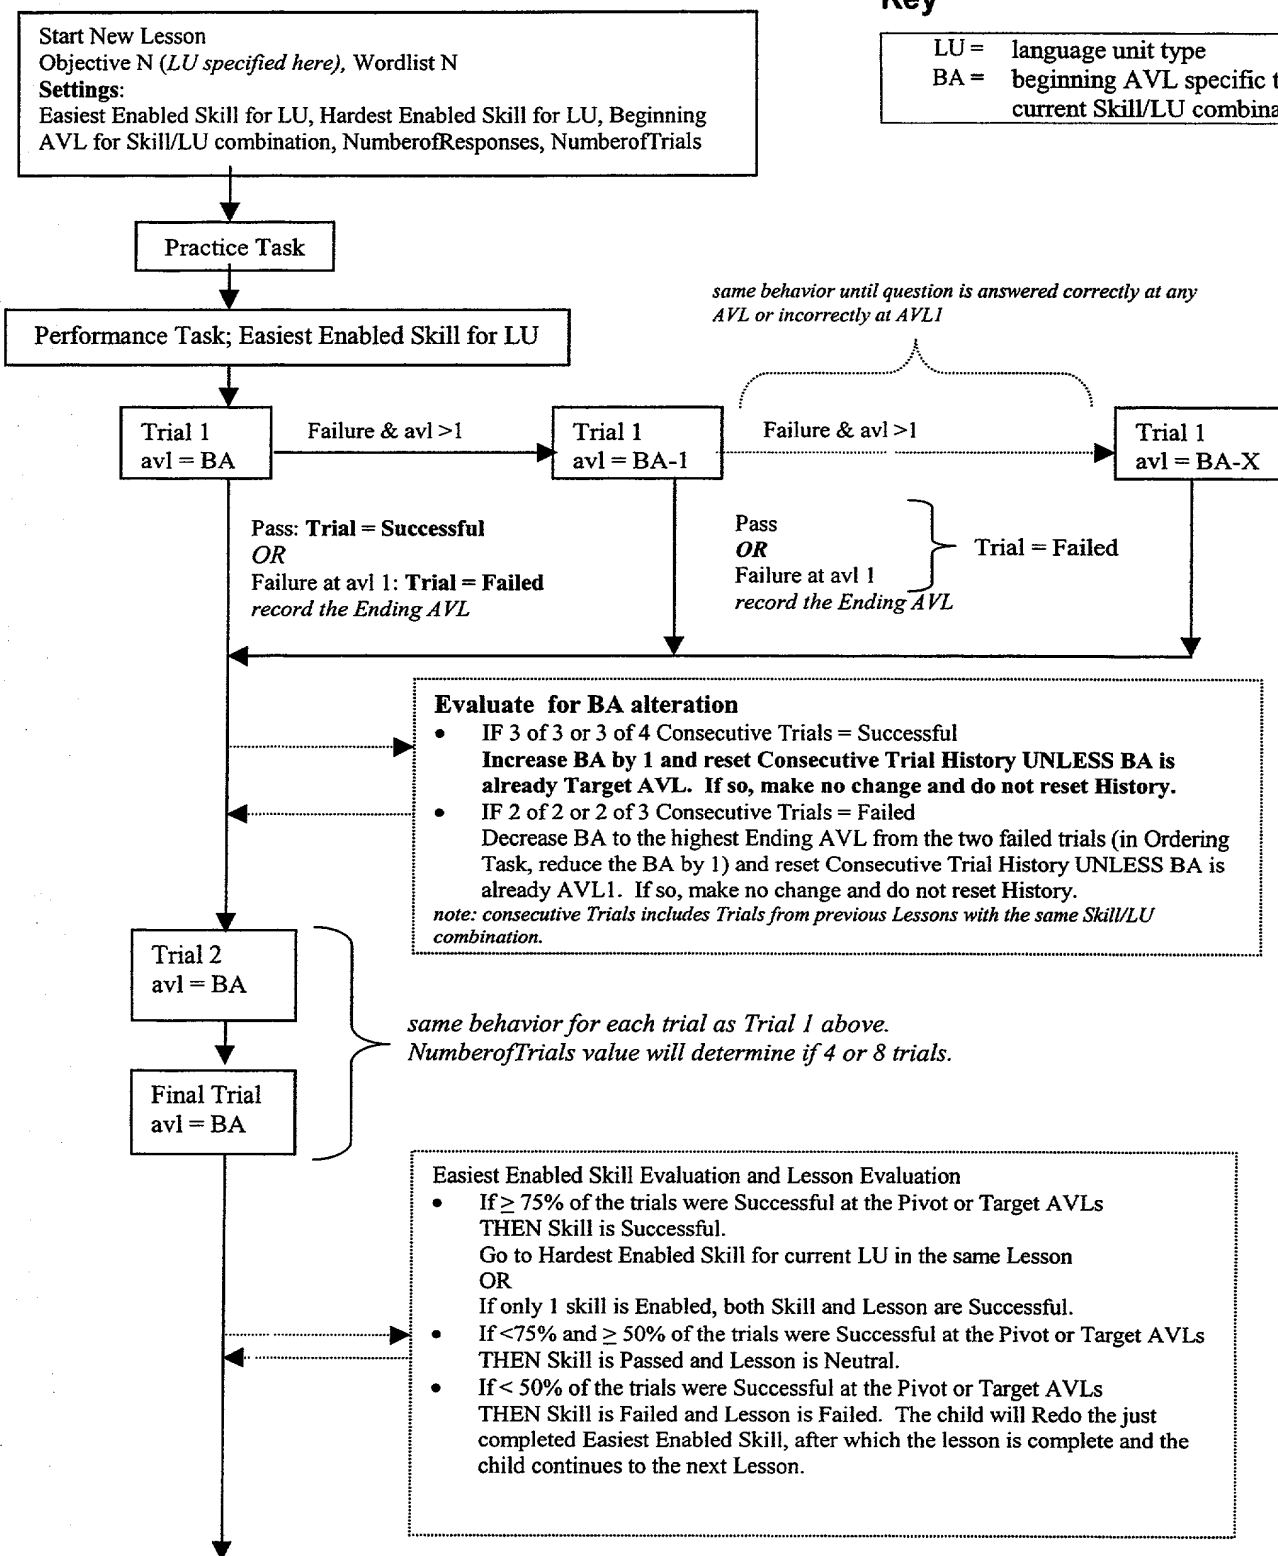 Key
LU = language unit type
BA = beginning AVL specific
current Skill/LU
Start New Lesson
Objective N (LU specified here), Wordlist N
Settings:
Easiest Enabled Skill for LU, Hardest Enabled Skill for LU, Beginning
AVL for Skill/LU combination, NumberofResponses, NumberofTrials
Practice Task
Performance Task; Easiest Enabled Skill for LU
same behavior until question is answered correctly at any
AVL or incorrectly at AVL1
Trial 1
avl = BA
Failure & avl >1
Trial 1
avl = BA-1
Failure & avl >1
Trial 1
avl = BA-X
Pass: Trial = Successful
OR
Failure at avl 1: Trial = Failed
record the Ending AVL
Pass
OR
Failure at avl 1
record the Ending AVL
Trial = Failed
Evaluate for BA alteration
• IF 3 of 3 or 3 of 4 Consecutive Trials = Successful
Increase BA by 1 and reset Consecutive Trial History UNLESS BA is
already Target AVL. If so, make no change and do not reset History.
• IF 2 of 2 or 2 of 3 Consecutive Trials = Failed
Decrease BA to the highest Ending AVL from the two failed trials (in Ordering
Task, reduce the BA by 1) and reset Consecutive Trial History UNLESS BA is
already AVL1. If so, make no change and do not reset History.
note: consecutive Trials includes Trials from previous Lessons with the same Skill/LU
combination.
Trial 2
avl = BA
same behavior for each trial as Trial 1 above.
NumberofTrials value will determine if 4 or 8 trials.
Final Trial
avl = BA
Easiest Enabled Skill Evaluation and Lesson Evaluation
• If ≥ 75% of the trials were Successful at the Pivot or Target AVLs
THEN Skill is Successful.
Go to Hardest Enabled Skill for current LU in the same Lesson
OR
If only 1 skill is Enabled, both Skill and Lesson are Successful.
• If <75% and ≥ 50% of the trials were Successful at the Pivot or Target AVLs
THEN Skill is Passed and Lesson is Neutral.
• If < 50% of the trials were Successful at the Pivot or Target AVLs
THEN Skill is Failed and Lesson is Failed. The child will Redo the just
completed Easiest Enabled Skill, after which the lesson is complete and the
child continues to the next Lesson.